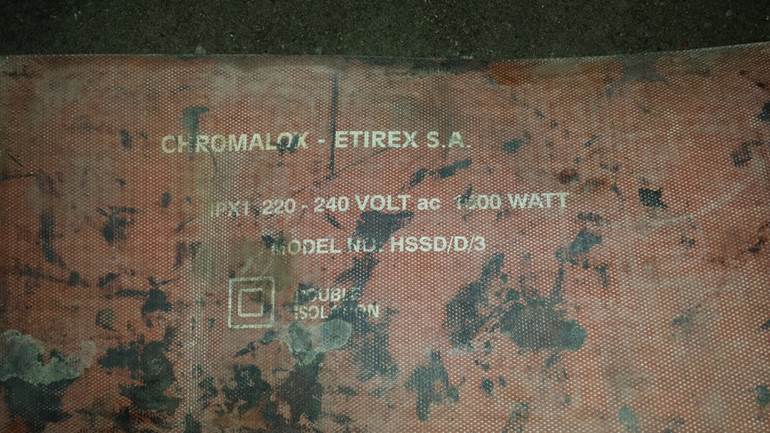 CHROMALOX - ETIREX S.A.
IPX1 220 - 240 VOLT ac WATT
MODEL NO. HSSD/D/3
DOUBLE
ISOLATION